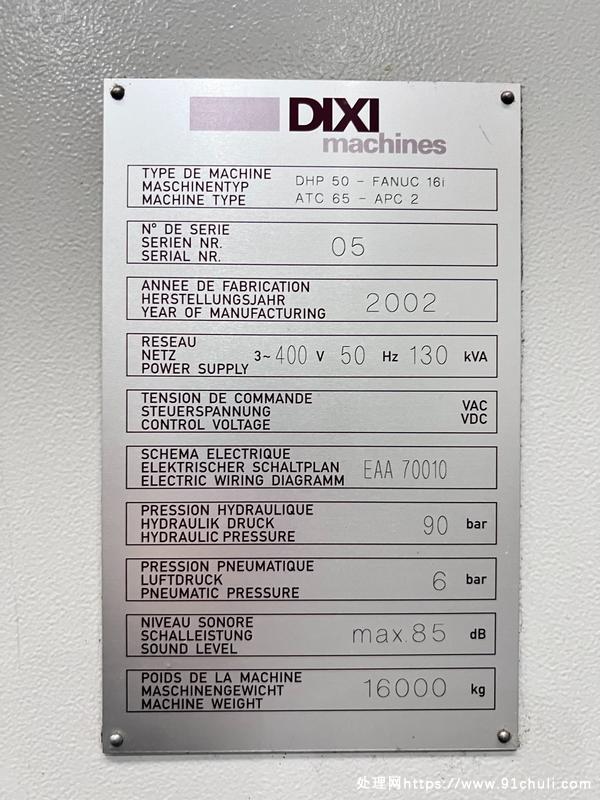 DIXI
machines
TYPE DE MACHINE
MASCHINENTYP
MACHINE TYPE
DHP 50 - FANUC 16i
ATC 65 - APC 2
N° DE SERIE
SERIEN NR.
SERIAL NR.
05
ANNEE DE FABRICATION
HERSTELLUNGSJAHR
YEAR OF MANUFACTURING
2002
RESEAU
NETZ
POWER SUPPLY
3~ 400 V 50 Hz 130 kVA
TENSION DE COMMANDE
STEUERSPANNUNG
CONTROL VOLTAGE
VAC
VDC
SCHEMA ELECTRIQUE
ELEKTRISCHER SCHALTPLAN
ELECTRIC WIRING DIAGRAMM
EAA 70010
PRESSION HYDRAULIQUE
HYDRAULIK DRUCK
HYDRAULIC PRESSURE
90 bar
PRESSION PNEUMATIQUE
LUFTDRUCK
PNEUMATIC PRESSURE
6 bar
NIVEAU SONORE
SCHALLEISTUNG
SOUND LEVEL
max. 85 dB
POIDS DE LA MACHINE
MASCHINENGEWICHT
MACHINE WEIGHT
16000 kg
处理网https://www.91chuli.com